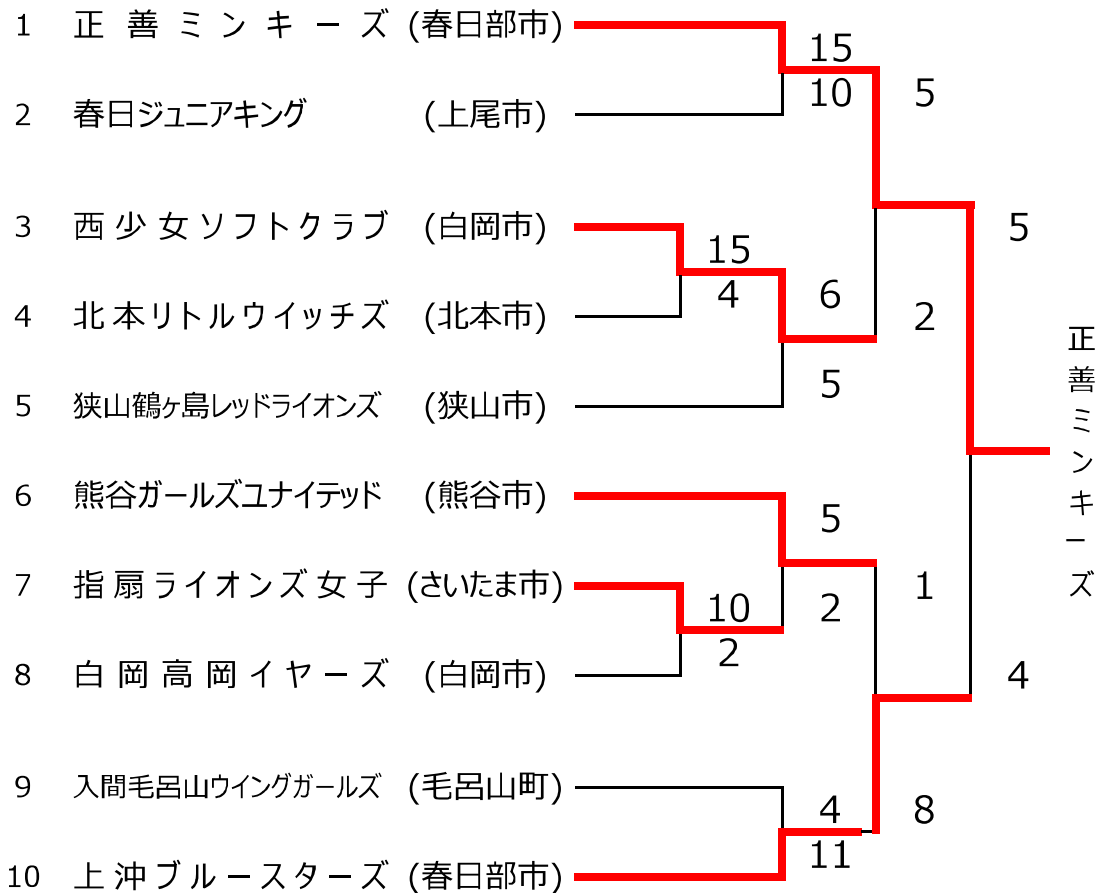 1 正善ミンキーズ (春日部市)
15
10
5
2 春日ジュニアキング (上尾市)
3 西少女ソフトクラブ (白岡市)
15
4
6
5
2
5
4 北本リトルウイッチズ (北本市)
5 狭山鶴ヶ島レッドライオンズ (狭山市)
正善ミンキーズ
6 熊谷ガールズユナイテッド (熊谷市)
5
2
1
7 指扇ライオンズ女子 (さいたま市)
10
2
8 白岡高岡イヤーズ (白岡市)
4
9 入間毛呂山ウイングガールズ (毛呂山町)
4
11
8
10 上沖ブルースターズ (春日部市)